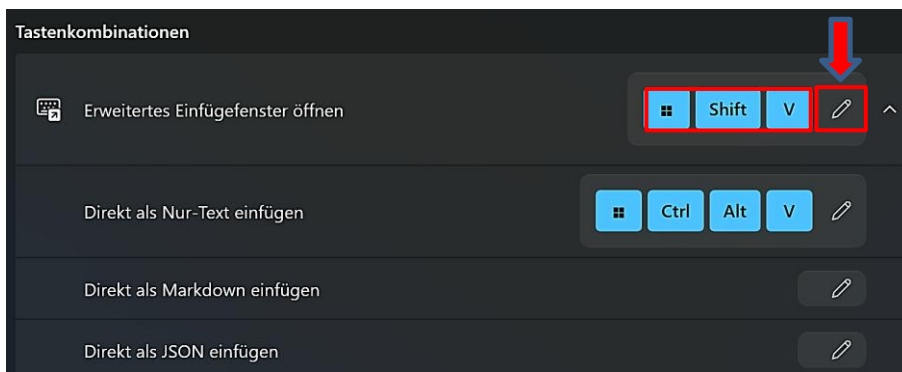 Tastenkombinationen
Erweitertes Einfügefenster öffnen Shift V
Direkt als Nur-Text einfügen Ctrl Alt V
Direkt als Markdown einfügen
Direkt als JSON einfügen